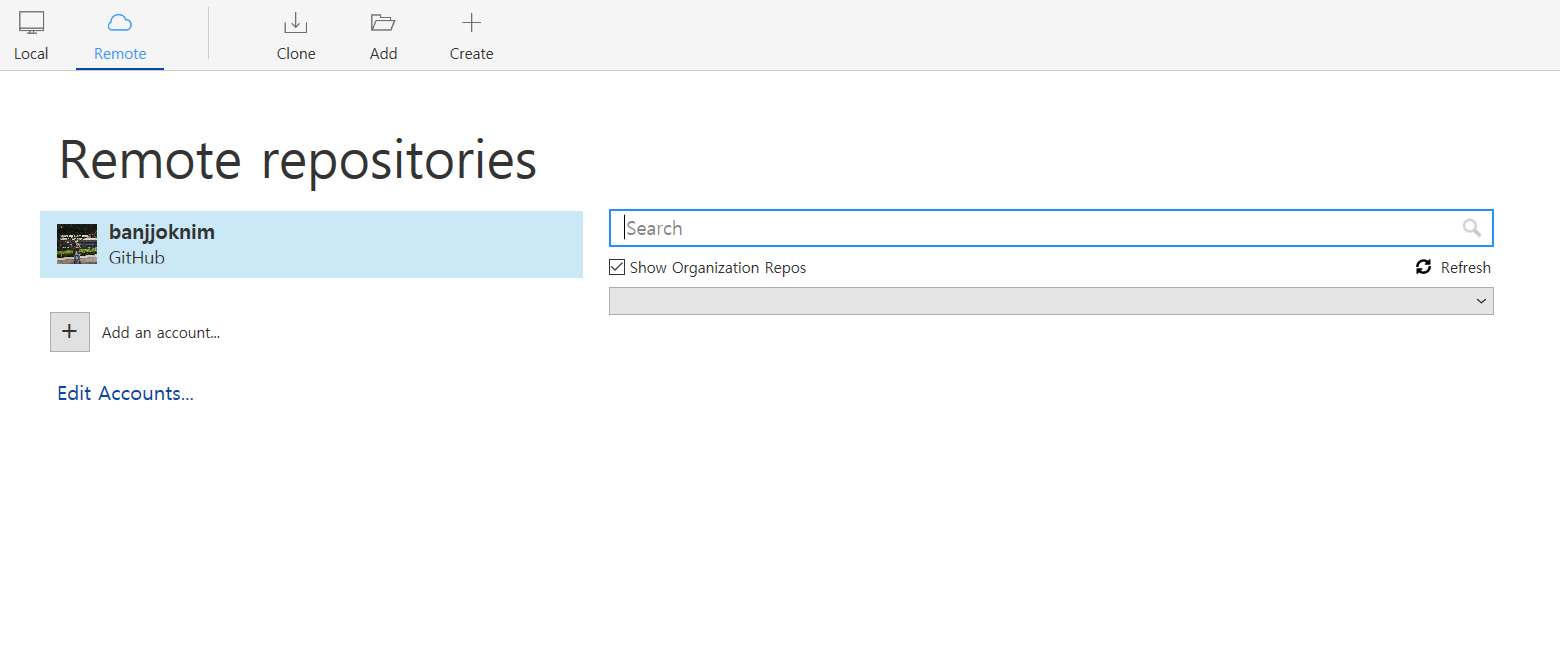 Local
Remote
Clone
Add
Create
Remote repositories
banjjoknim
GitHub
Search
Show Organization Repos
Refresh
Add an account...
Edit Accounts...